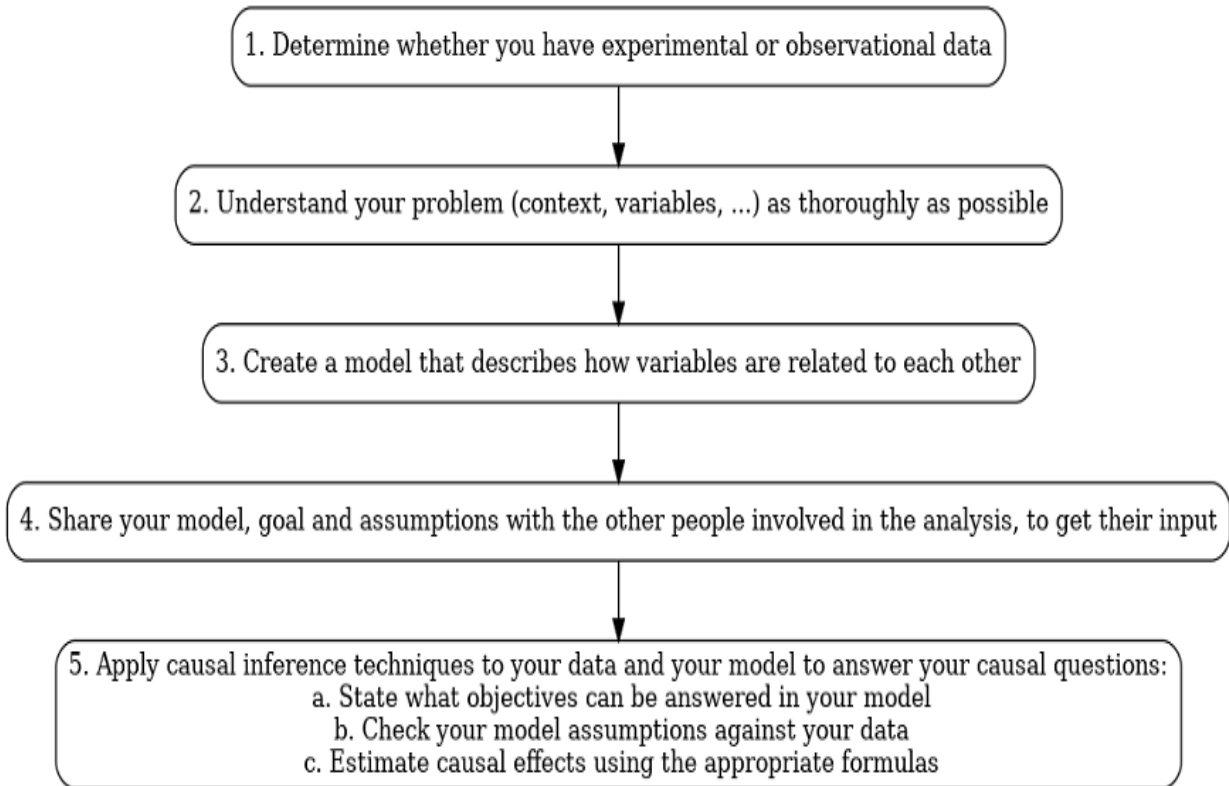 1. Determine whether you have experimental or observational data
2. Understand your problem (context, variables, ...) as thoroughly as possible
3. Create a model that describes how variables are related to each other
4. Share your model, goal and assumptions with the other people involved in the analysis, to get their input
5. Apply causal inference techniques to your data and your model to answer your causal questions:
a. State what objectives can be answered in your model
b. Check your model assumptions against your data
c. Estimate causal effects using the appropriate formulas